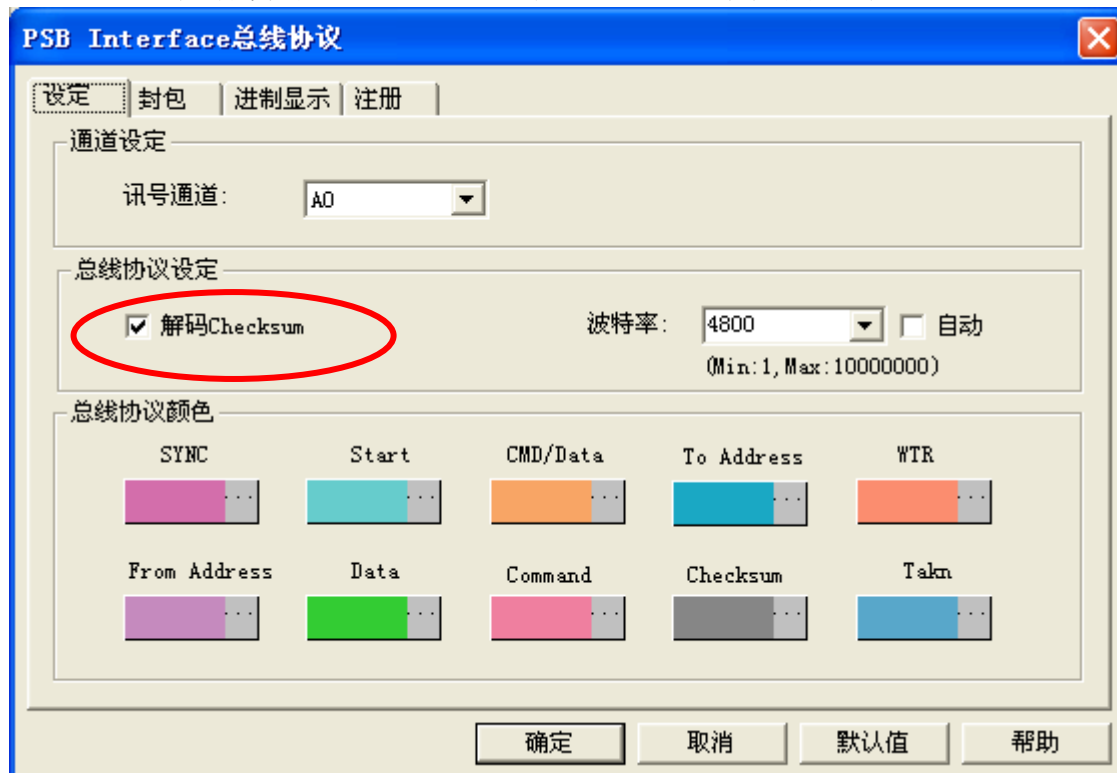 PSB Interface总线协议
设定 封包 进制显示 注册
通道设定
讯号通道: A0
总线协议设定
解码Checksum 波特率: 4800 自动
(Min:1,Max:10000000)
总线协议颜色
SYNC Start CMD/Data To Address WTR
... ... ... ... ...
From Address Data Command Checksum Takn
... ... ... ... ...
确定 取消 默认值 帮助